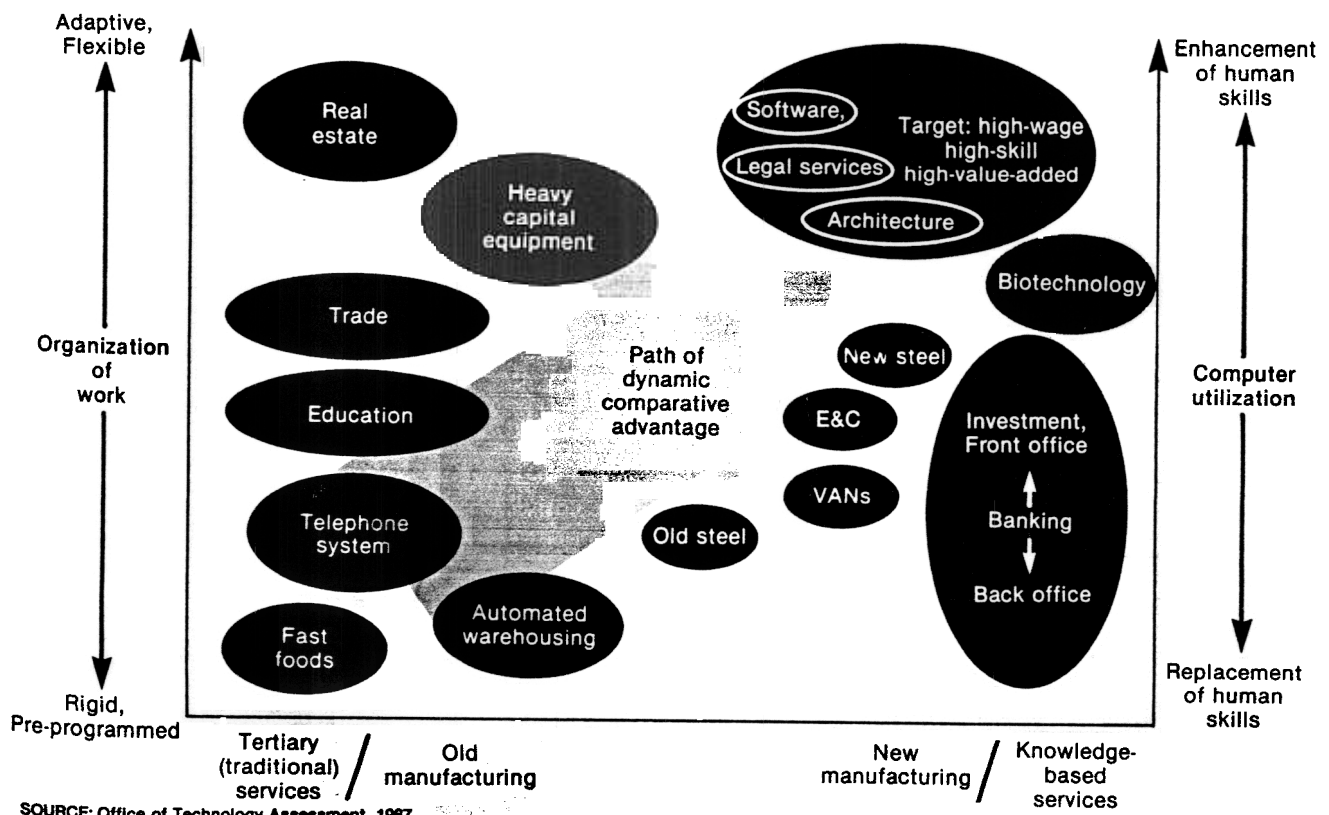 Adaptive,
Flexible
Organization
of
work
Rigid,
Pre-programmed
Real
estate
Heavy
capital
equipment
Trade
Education
Telephone
system
Fast
foods
Automated
warehousing
Path of
dynamic
comparative
advantage
Old steel
Software,
Legal services
Architecture
Target: high-wage
high-skill
high-value-added
Biotechnology
New steel
E&C
VANs
Investment,
Front office
Banking
Back office
Enhancement
of human
skills
Computer
utilization
Replacement
of human
skills
Tertiary
(traditional)
services
/
Old
manufacturing
New
manufacturing
/
Knowledge-
based
services
SOURCE: Office of Technology Assessment, 1987